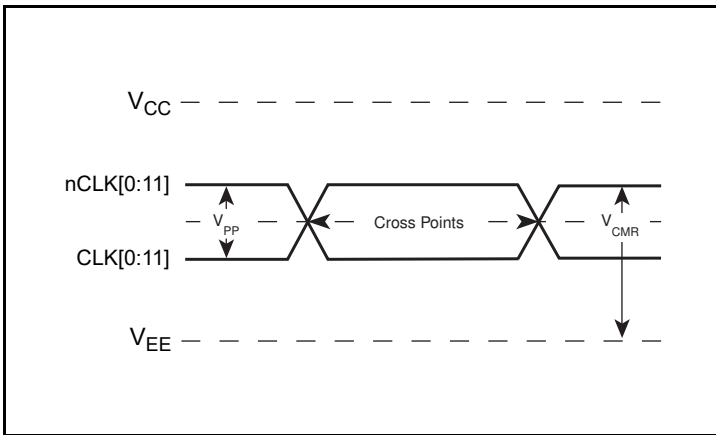 VCC
nCLK[0:11]
VPP
Cross Points
VCMR
CLK[0:11]
VEE